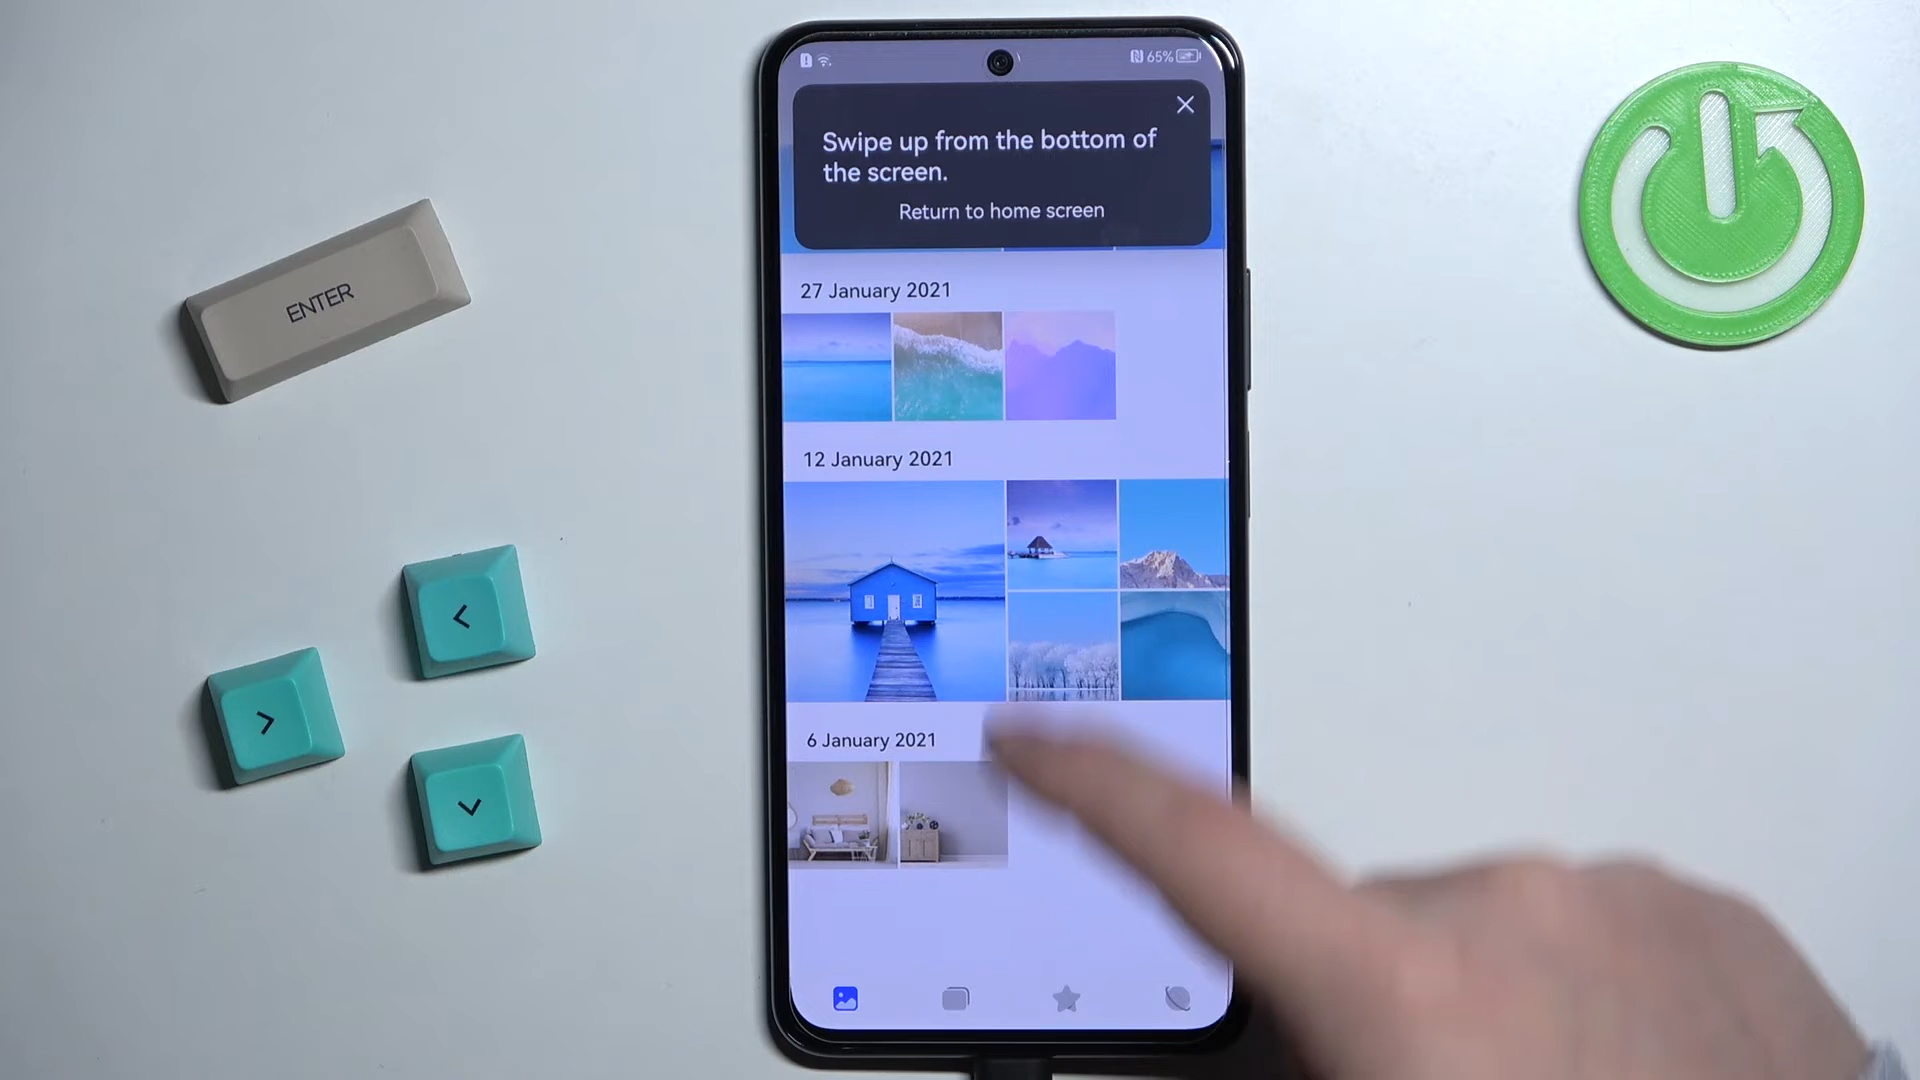 65%
Swipe up from the bottom of
the screen.
Return to home screen
27 January 2021
12 January 2021
6 January 2021
ENTER
<
>